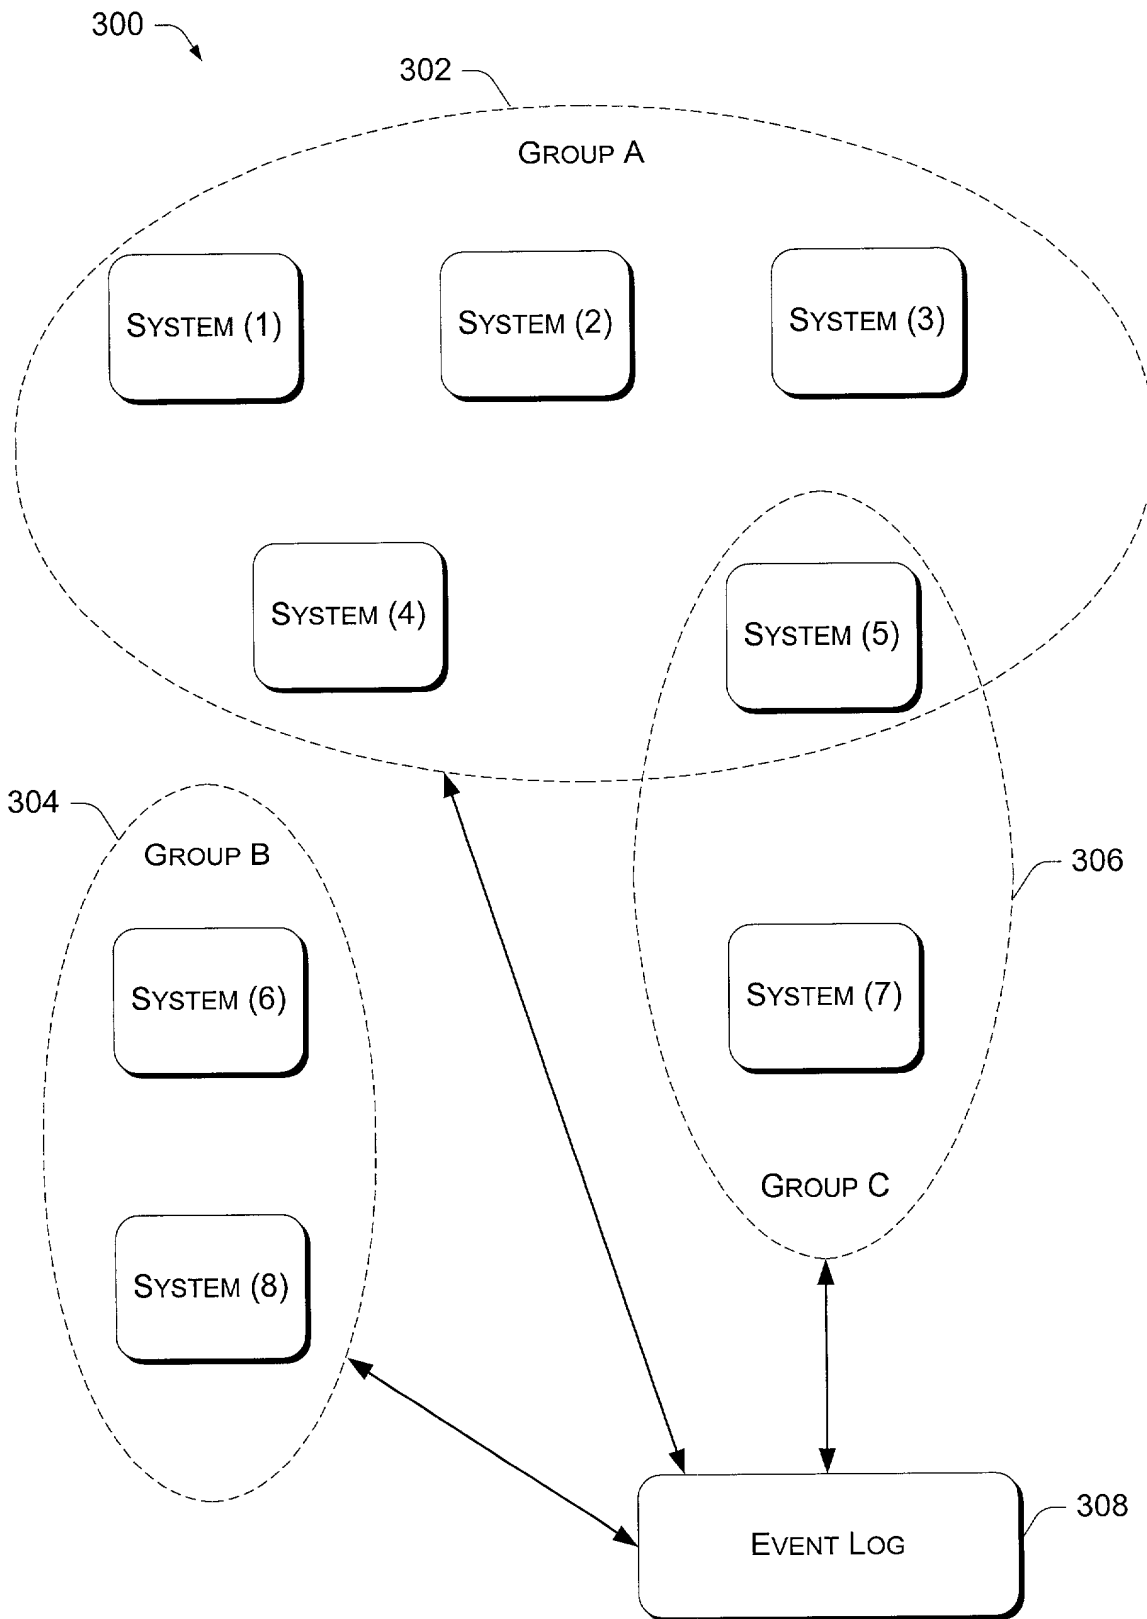 300
302
GROUP A
SYSTEM (1)
SYSTEM (2)
SYSTEM (3)
SYSTEM (4)
SYSTEM (5)
304
GROUP B
306
SYSTEM (6)
SYSTEM (7)
GROUP C
SYSTEM (8)
308
EVENT LOG